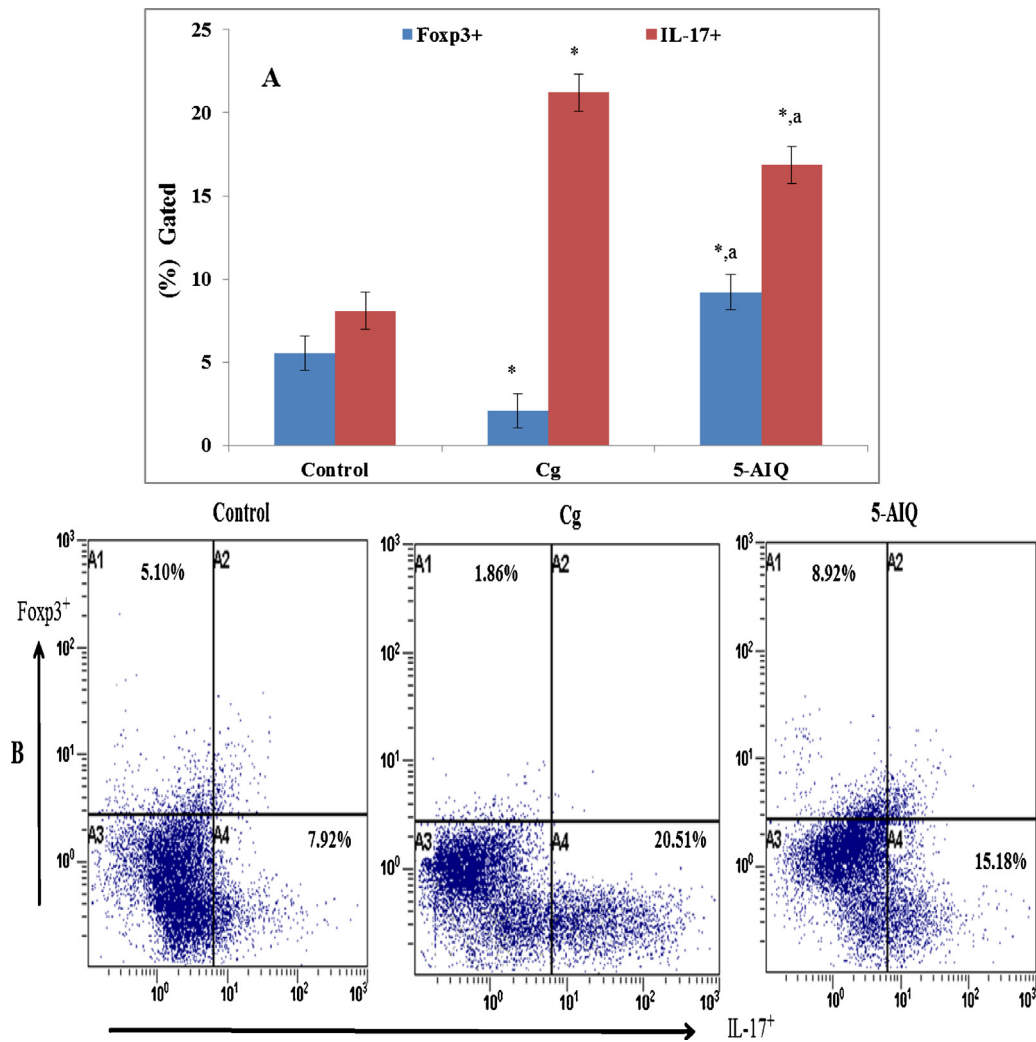 25
Foxp3+ IL-17+
A
*
*,a
20
15
*,a
10
5
*
0
(%) Gated
Control Cg 5-AIQ
Control Cg 5-AIQ
10³ A1 5.10% A2
10³ A1 1.86% A2
10³ A1 8.92% A2
Foxp3⁺
10² 10² 10²
B
10¹ 10¹ 10¹
A3 A4 7.92%
A3 A4 20.51%
A3 A4 15.18%
10⁰ 10⁰ 10⁰
10⁰ 10¹ 10² 10³
10⁰ 10¹ 10² 10³
10⁰ 10¹ 10² 10³
IL-17⁺